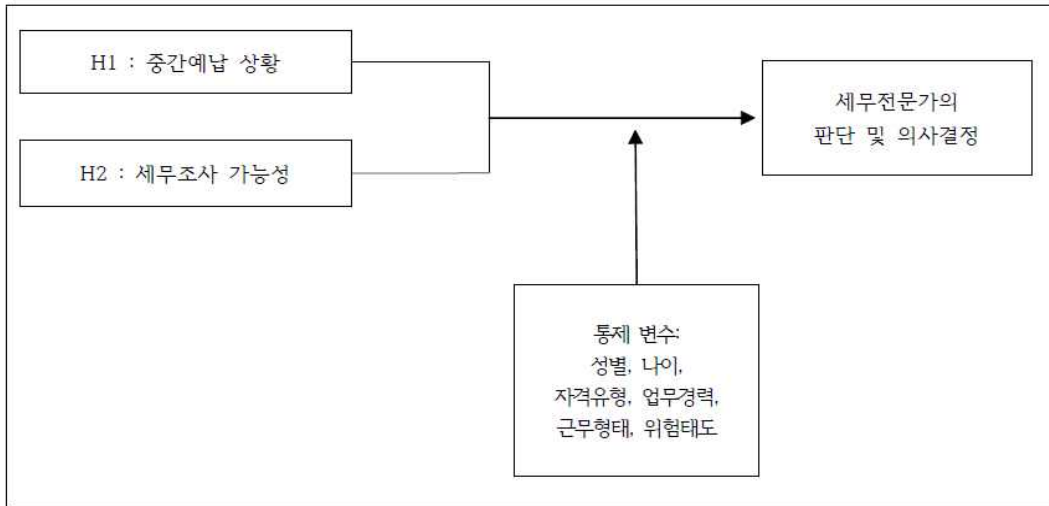 H1 : 중간예납 상황
H2 : 세무조사 가능성
세무전문가의
판단 및 의사결정
통제 변수:
성별, 나이,
자격유형, 업무경력,
근무형태, 위험태도